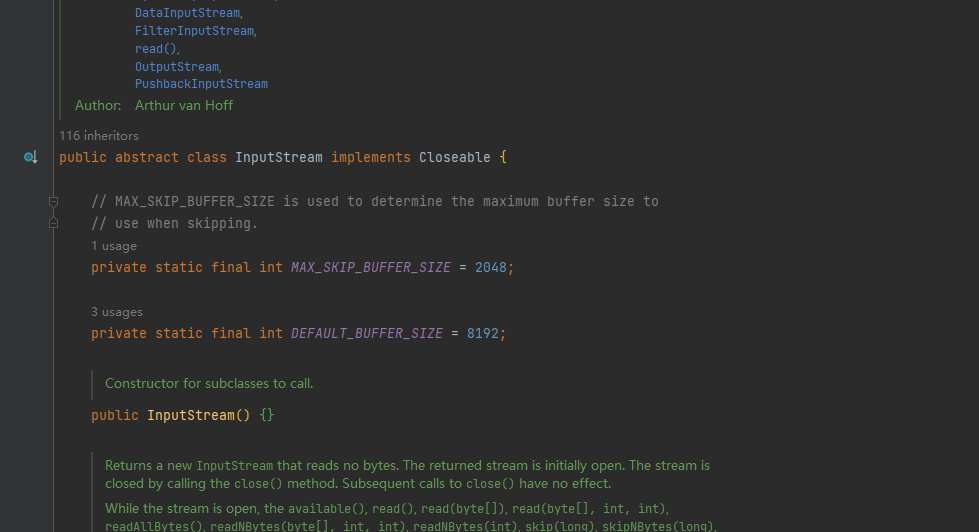 DataInputStream,
FilterInputStream,
read(),
OutputStream,
PushbackInputStream
Author: Arthur van Hoff
116 inheritors
public abstract class InputStream implements Closeable {
// MAX_SKIP_BUFFER_SIZE is used to determine the maximum buffer size to
// use when skipping.
1 usage
private static final int MAX_SKIP_BUFFER_SIZE = 2048;
3 usages
private static final int DEFAULT_BUFFER_SIZE = 8192;
Constructor for subclasses to call.
public InputStream() {}
Returns a new InputStream that reads no bytes. The returned stream is initially open. The stream is
closed by calling the close() method. Subsequent calls to close() have no effect.
While the stream is open, the available(), read(), read(byte[]), read(byte[], int, int),
readAllBytes(), readNBytes(byte[], int, int), readNBytes(int), skip(long), skipNBytes(long),